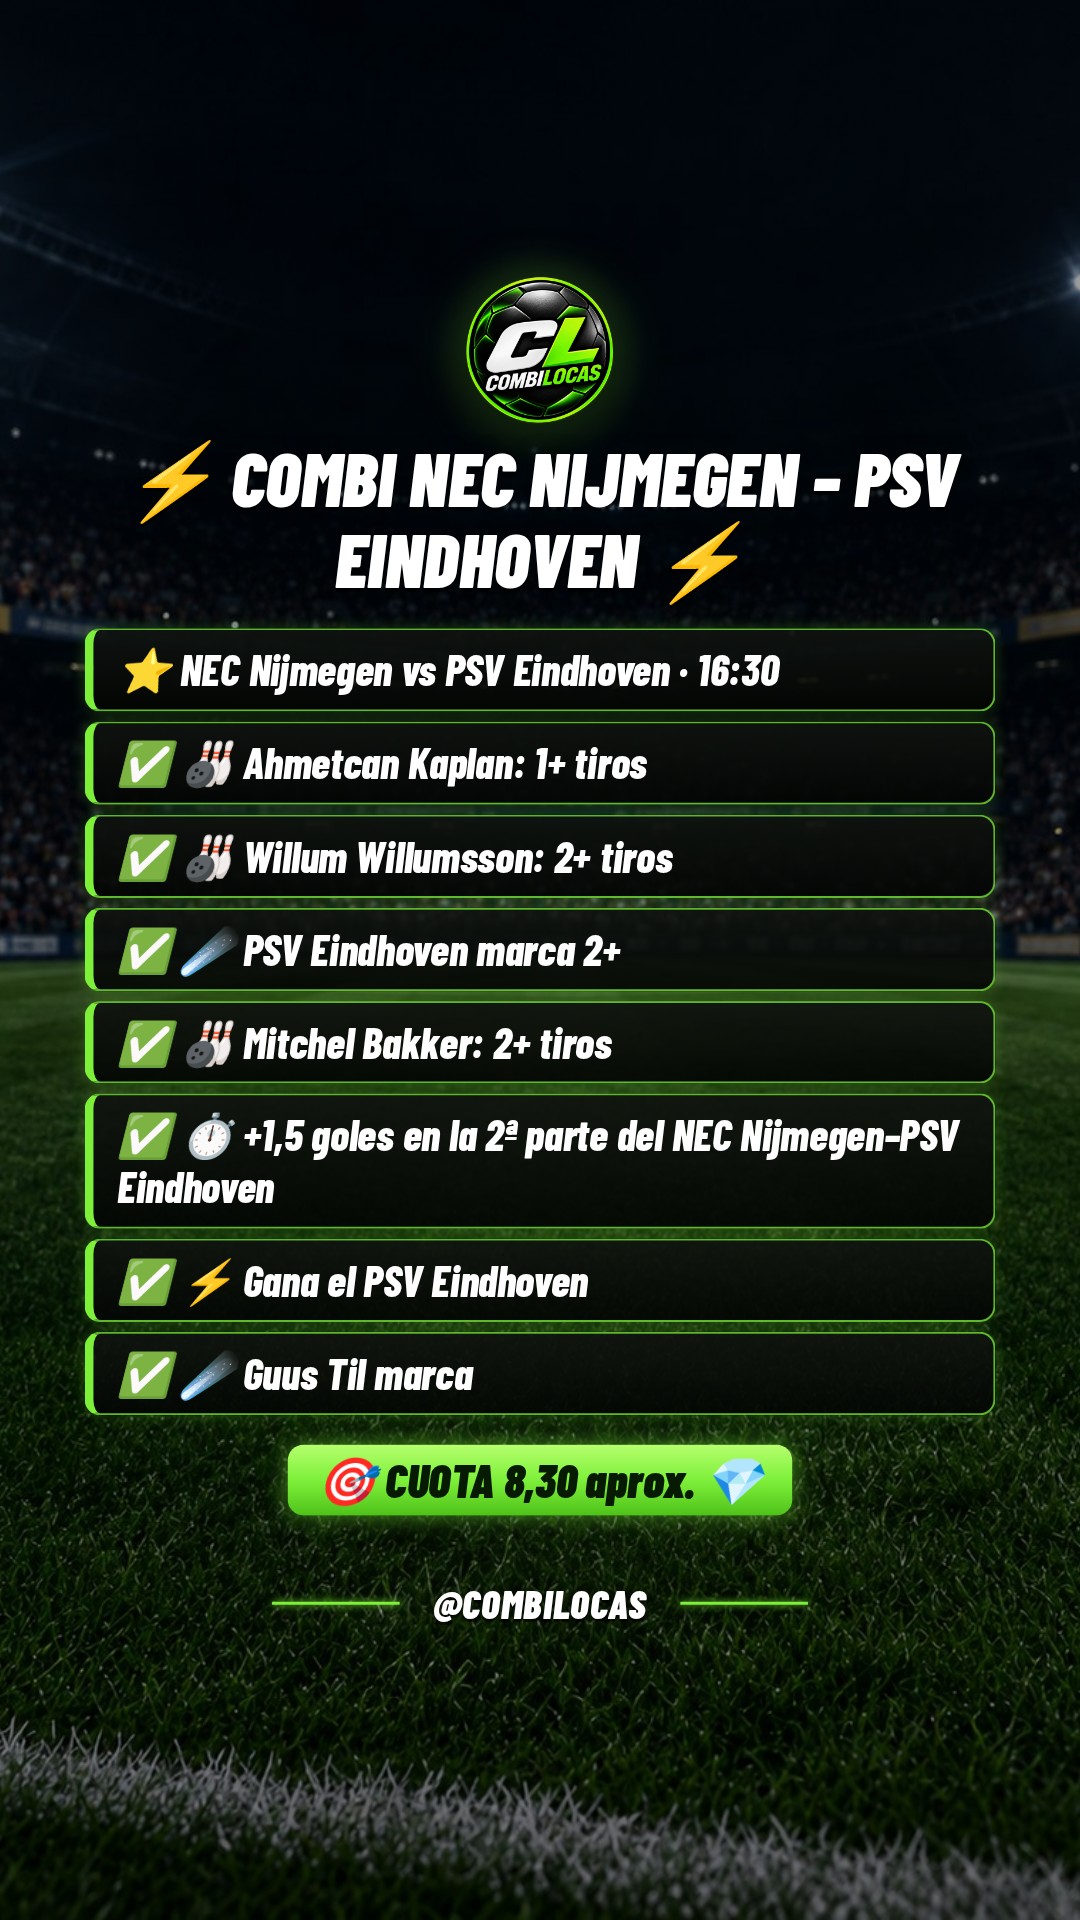 CL
COMBILOCAS
⚡ COMBI NEC NIJMEGEN - PSV
EINDHOVEN ⚡
⭐ NEC Nijmegen vs PSV Eindhoven · 16:30
✅ 🎳 Ahmetcan Kaplan: 1+ tiros
✅ 🎳 Willum Willumsson: 2+ tiros
✅ ☄️ PSV Eindhoven marca 2+
✅ 🎳 Mitchel Bakker: 2+ tiros
✅ ⏱️ +1,5 goles en la 2ª parte del NEC Nijmegen-PSV
Eindhoven
✅ ⚡ Gana el PSV Eindhoven
✅ ☄️ Guus Til marca
🎯 CUOTA 8,30 aprox. 💎
@COMBILOCAS